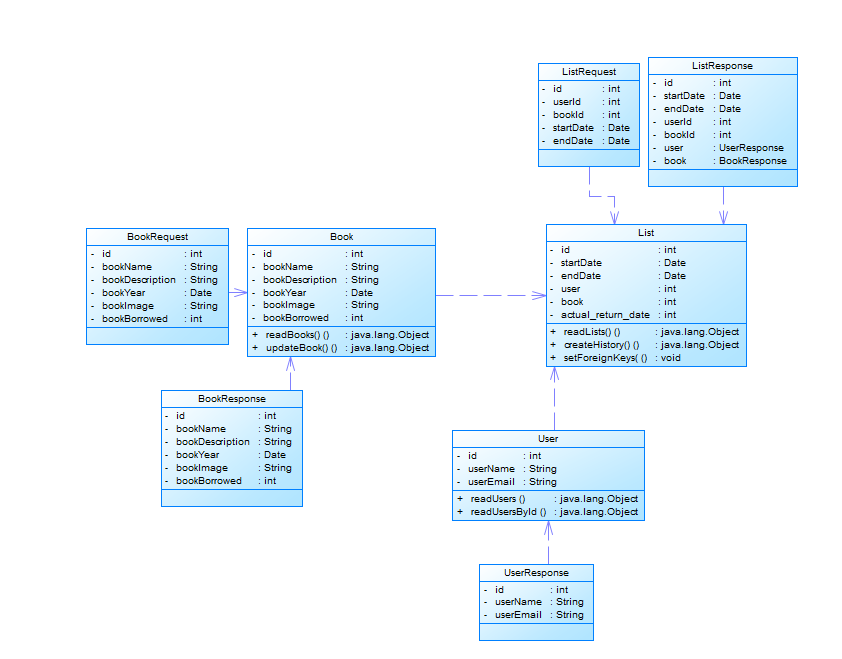 ListRequest
- id : int
- userId : int
- bookId : int
- startDate : Date
- endDate : Date
ListResponse
- id : int
- startDate : Date
- endDate : Date
- userId : int
- bookId : int
- user : UserResponse
- book : BookResponse
BookRequest
- id : int
- bookName : String
- bookDescription : String
- bookYear : Date
- bookImage : String
- bookBorrowed : int
Book
- id : int
- bookName : String
- bookDescription : String
- bookYear : Date
- bookImage : String
- bookBorrowed : int
+ readBooks() () : java.lang.Object
+ updateBook() () : java.lang.Object
List
- id : int
- startDate : Date
- endDate : Date
- user : int
- book : int
- actual_return_date : int
+ readLists() () : java.lang.Object
+ createHistory() () : java.lang.Object
+ setForeignKeys( () : void
BookResponse
- id : int
- bookName : String
- bookDescription : String
- bookYear : Date
- bookImage : String
- bookBorrowed : int
User
- id : int
- userName : String
- userEmail : String
+ readUsers () : java.lang.Object
+ readUsersById () : java.lang.Object
UserResponse
- id : int
- userName : String
- userEmail : String